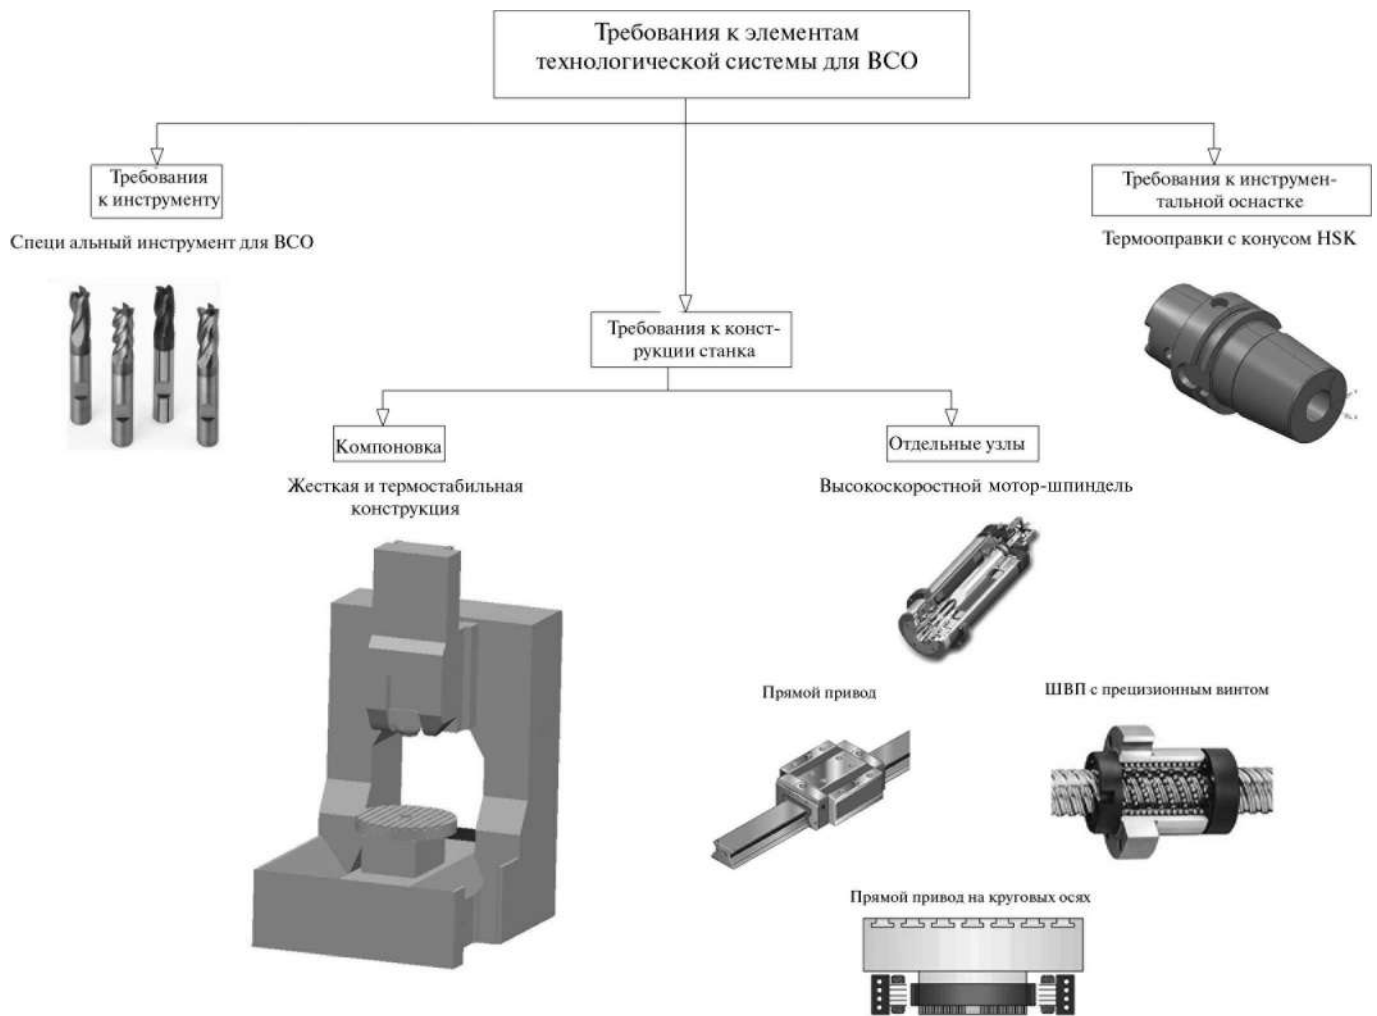 Требования к элементам
технологической системы для ВСО
Требования
к инструменту
Специ альный инструмент для ВСО
Требования к инструмен-
тальной оснастке
Термооправки с конусом HSK
Требования к конст-
рукции станка
Компоновка
Жесткая и термостабильная
конструкция
Отдельные узлы
Высокоскоростной мотор-шпиндель
Прямой привод
ШВП с прецизионным винтом
Прямой привод на круговых осях